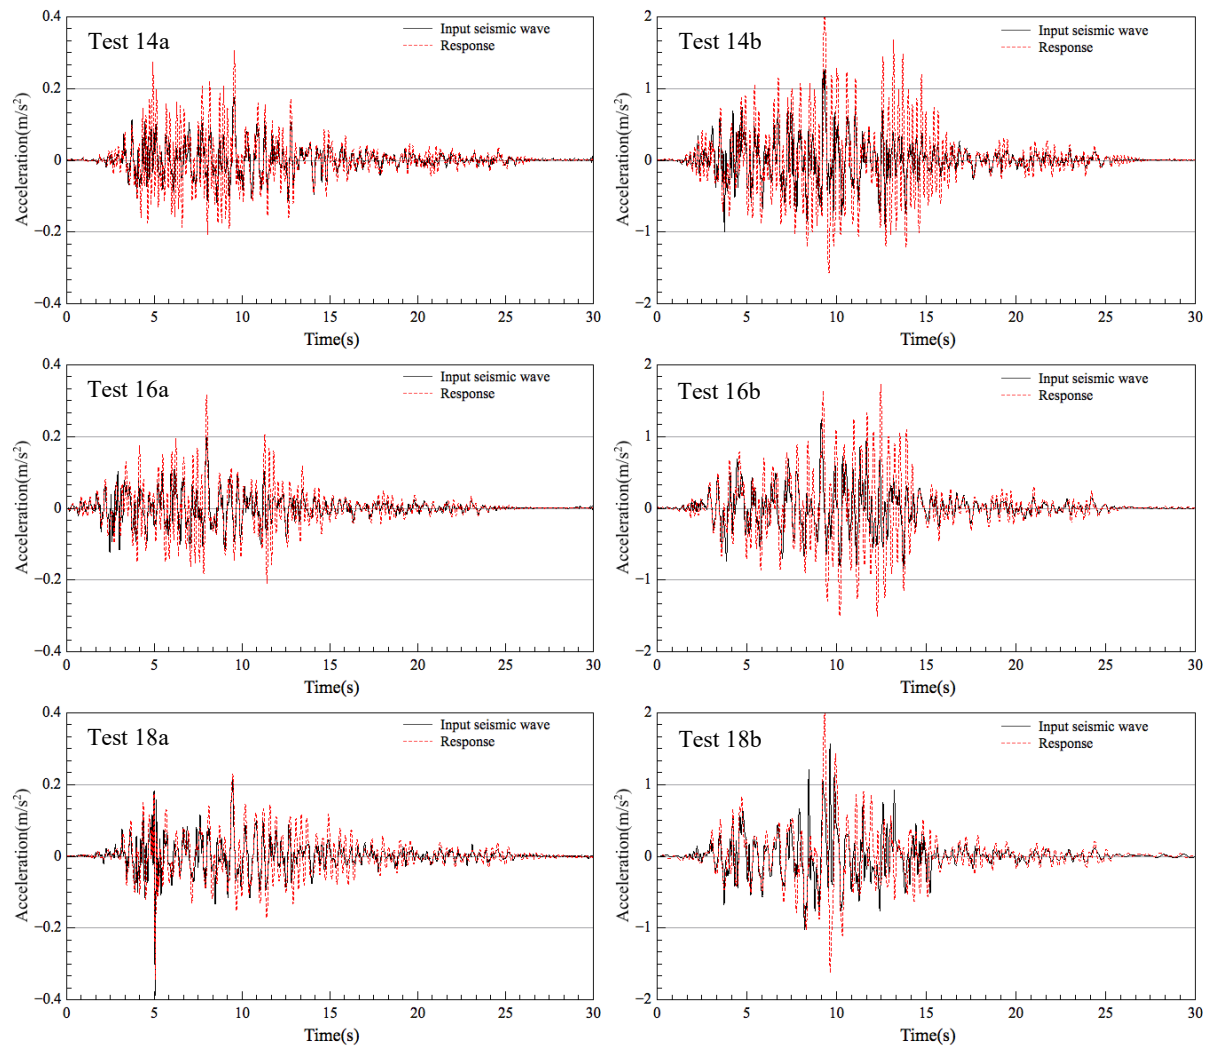 Test 14a
Input seismic wave
Response
Acceleration(m/s²)
0.4
0.2
0
−0.2
−0.4
0 5 10 15 20 25 30
Time(s)
Test 14b
Input seismic wave
Response
Acceleration(m/s²)
2
1
0
−1
−2
0 5 10 15 20 25 30
Time(s)
Test 16a
Input seismic wave
Response
Acceleration(m/s²)
0.4
0.2
0
−0.2
−0.4
0 5 10 15 20 25 30
Time(s)
Test 16b
Input seismic wave
Response
Acceleration(m/s²)
2
1
0
−1
−2
0 5 10 15 20 25 30
Time(s)
Test 18a
Input seismic wave
Response
Acceleration(m/s²)
0.4
0.2
0
−0.2
−0.4
0 5 10 15 20 25 30
Time(s)
Test 18b
Input seismic wave
Response
Acceleration(m/s²)
2
1
0
−1
−2
0 5 10 15 20 25 30
Time(s)